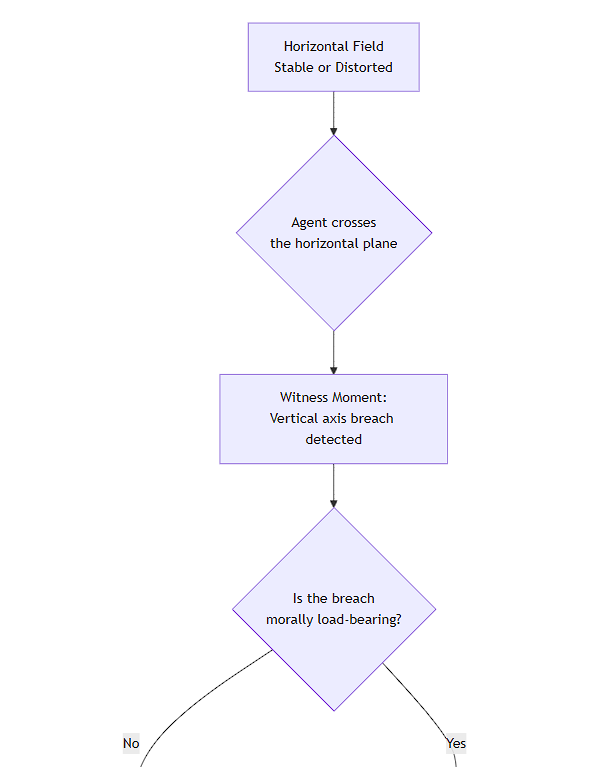 Horizontal Field
Stable or Distorted
Agent crosses
the horizontal plane
Witness Moment:
Vertical axis breach
detected
Is the breach
morally load-bearing?
No
Yes